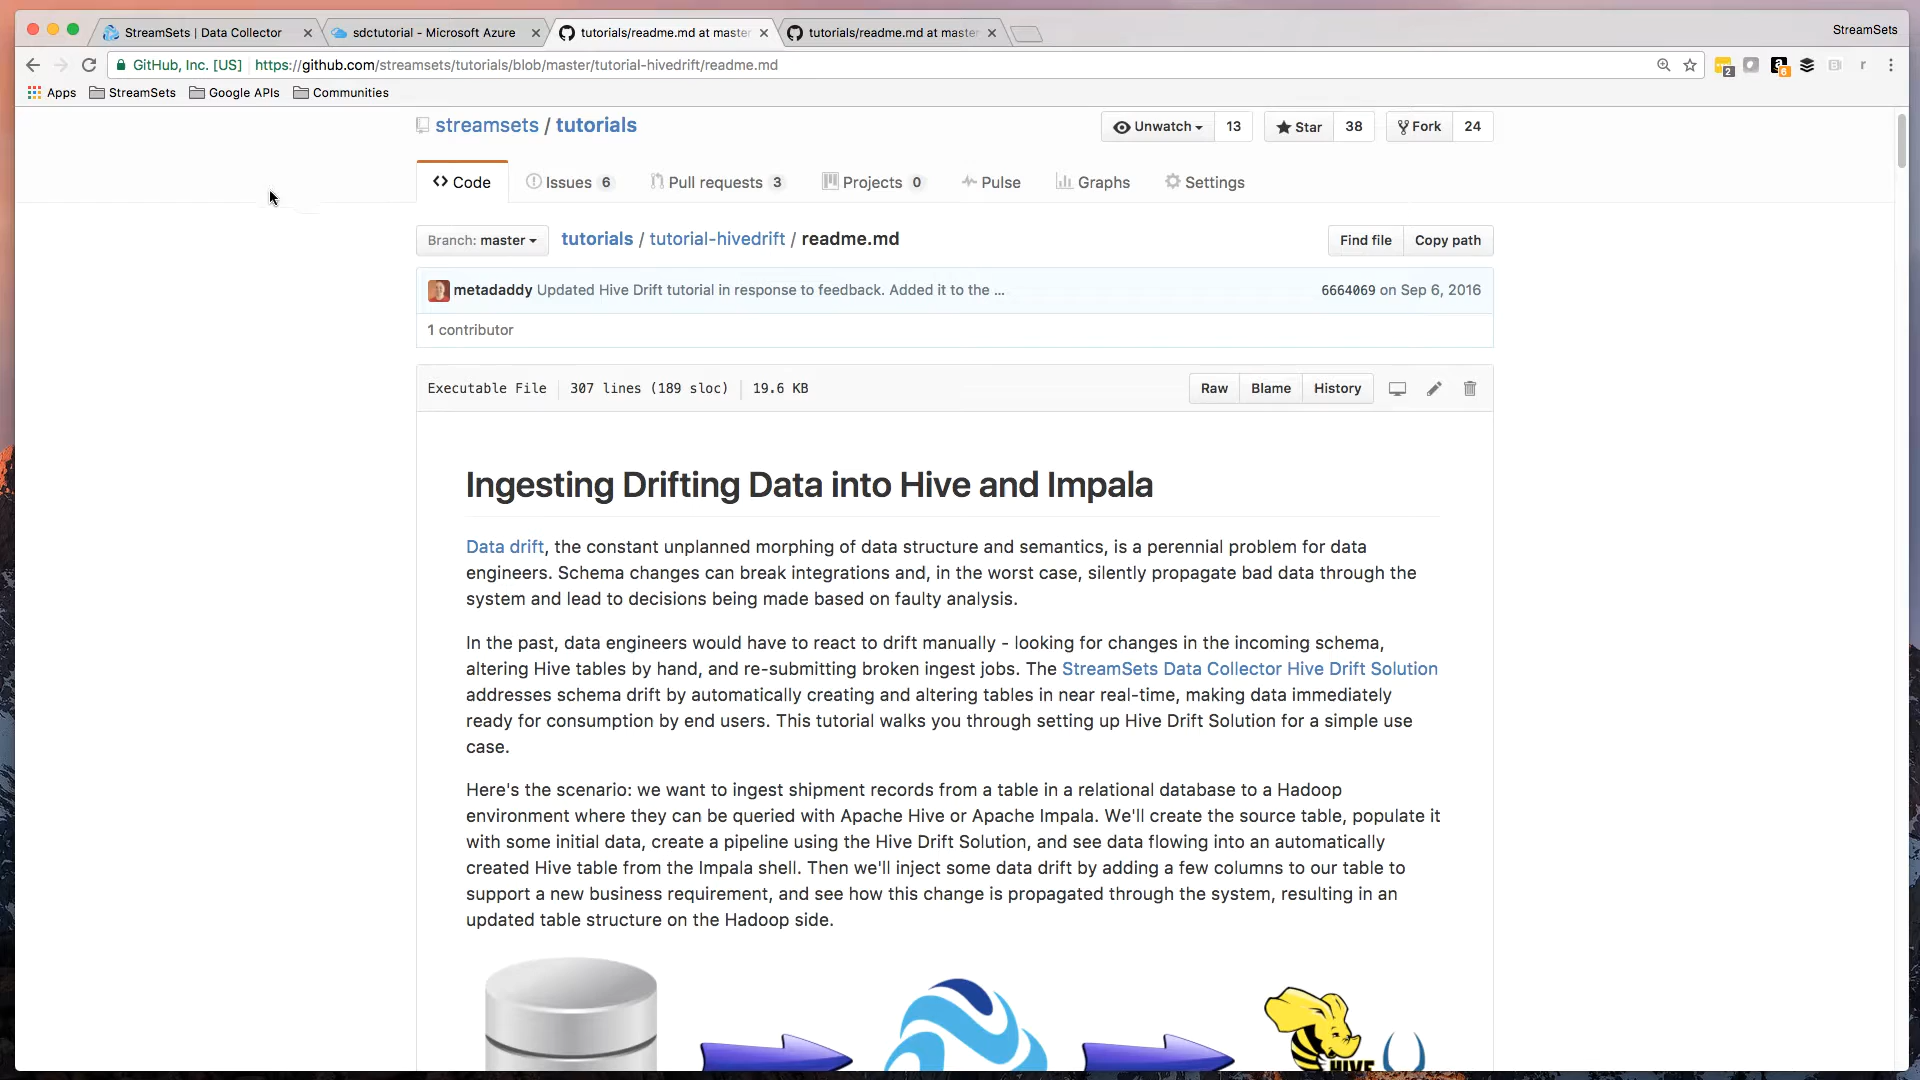 StreamSets | Data Collector
sdctutorial - Microsoft Azure
tutorials/readme.md at master
tutorials/readme.md at master
StreamSets
GitHub, Inc. [US]
https://github.com/streamsets/tutorials/blob/master/tutorial-hivedrift/readme.md
2
6
r
Apps
StreamSets
Google APIs
Communities
streamsets / tutorials
Unwatch 13
Star 38
Fork 24
Code
Issues 6
Pull requests 3
Projects 0
Pulse
Graphs
Settings
Branch: master
tutorials / tutorial-hivedrift / readme.md
Find file
Copy path
metadaddy Updated Hive Drift tutorial in response to feedback. Added it to the ...
6664069 on Sep 6, 2016
1 contributor
Executable File
307 lines (189 sloc)
19.6 KB
Raw
Blame
History
Ingesting Drifting Data into Hive and Impala
Data drift, the constant unplanned morphing of data structure and semantics, is a perennial problem for data
engineers. Schema changes can break integrations and, in the worst case, silently propagate bad data through the
system and lead to decisions being made based on faulty analysis.
In the past, data engineers would have to react to drift manually - looking for changes in the incoming schema,
altering Hive tables by hand, and re-submitting broken ingest jobs. The StreamSets Data Collector Hive Drift Solution
addresses schema drift by automatically creating and altering tables in near real-time, making data immediately
ready for consumption by end users. This tutorial walks you through setting up Hive Drift Solution for a simple use
case.
Here's the scenario: we want to ingest shipment records from a table in a relational database to a Hadoop
environment where they can be queried with Apache Hive or Apache Impala. We'll create the source table, populate it
with some initial data, create a pipeline using the Hive Drift Solution, and see data flowing into an automatically
created Hive table from the Impala shell. Then we'll inject some data drift by adding a few columns to our table to
support a new business requirement, and see how this change is propagated through the system, resulting in an
updated table structure on the Hadoop side.
HIVE